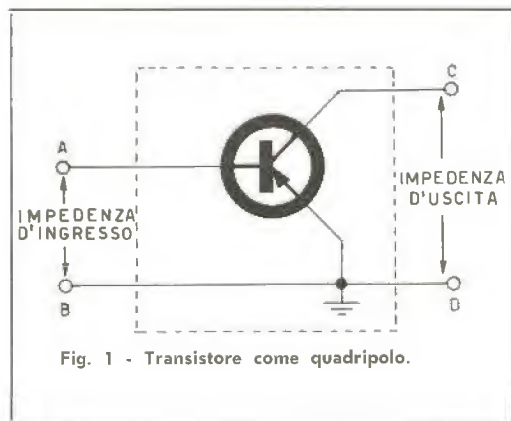 C
A
IMPEDENZA
D'USCITA
IMPEDENZA
D'INGRESSO
B
D
Fig. 1 - Transistore come quadripolo.